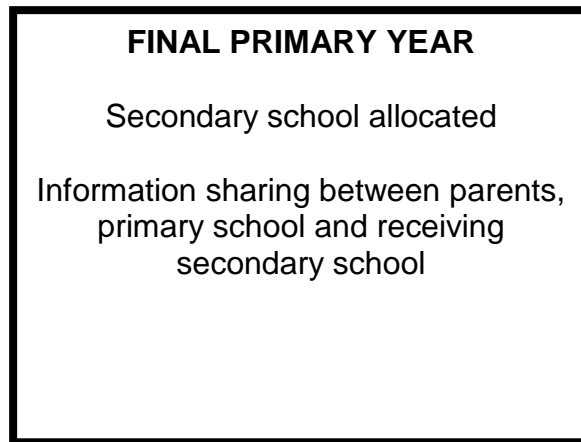 FINAL PRIMARY YEAR
Secondary school allocated
Information sharing between parents,
primary school and receiving
secondary school